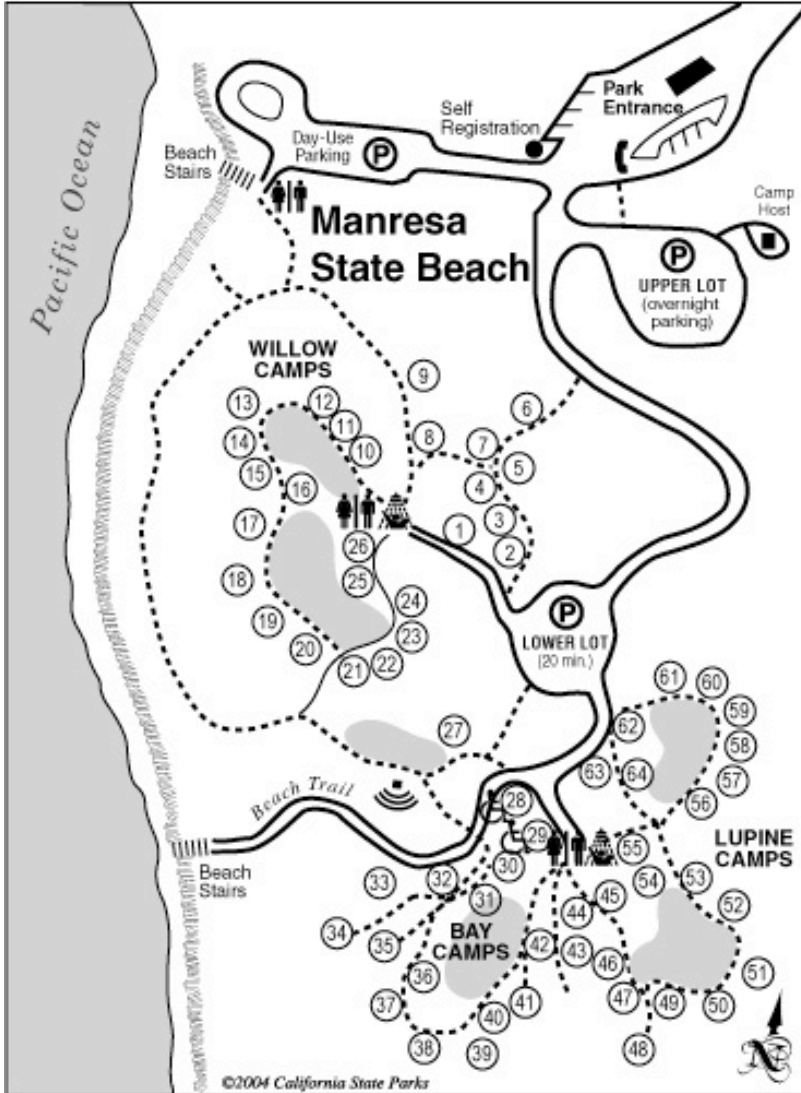 Pacific Ocean
Park
Entrance
Self
Registration
Day-Use
Parking
P
Beach
Stairs
Camp
Host
Manresa
State Beach
P
UPPER LOT
(overnight
parking)
WILLOW
CAMPS
9
13
12
6
14
11
8
7
10
5
15
16
4
17
3
1
26
2
18
25
24
19
P
23
20
LOWER LOT
22
(20 min.)
21
61
60
59
62
27
58
63
64
57
Beach Trail
28
56
29
LUPINE
CAMPS
55
Beach
Stairs
30
32
33
54
53
31
45
52
34
44
BAY
CAMPS
35
42
43
46
51
36
37
41
47
49
50
40
38
39
48
N
©2004 California State Parks